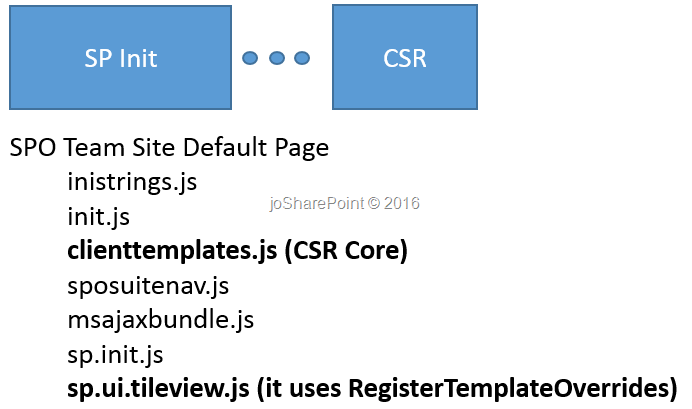 SP Init
CSR
SPO Team Site Default Page
inistrings.js
joSharePoint © 2016
init.js
clienttemplates.js (CSR Core)
sposuitenav.js
msajaxbundle.js
sp.init.js
sp.ui.tileview.js (it uses RegisterTemplateOverrides)